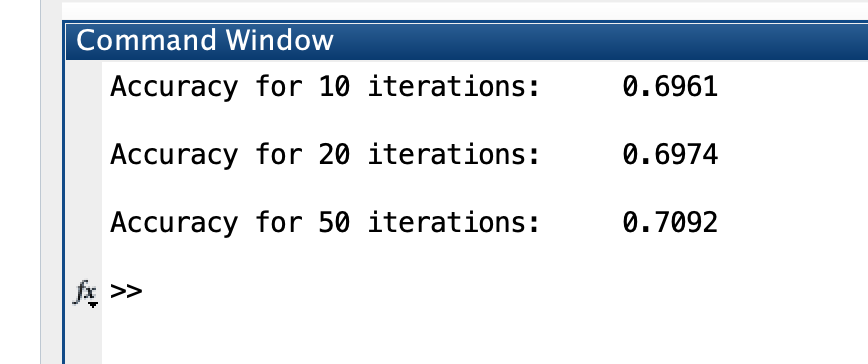 Command Window
Accuracy for 10 iterations: 0.6961
Accuracy for 20 iterations: 0.6974
Accuracy for 50 iterations: 0.7092
fx >>